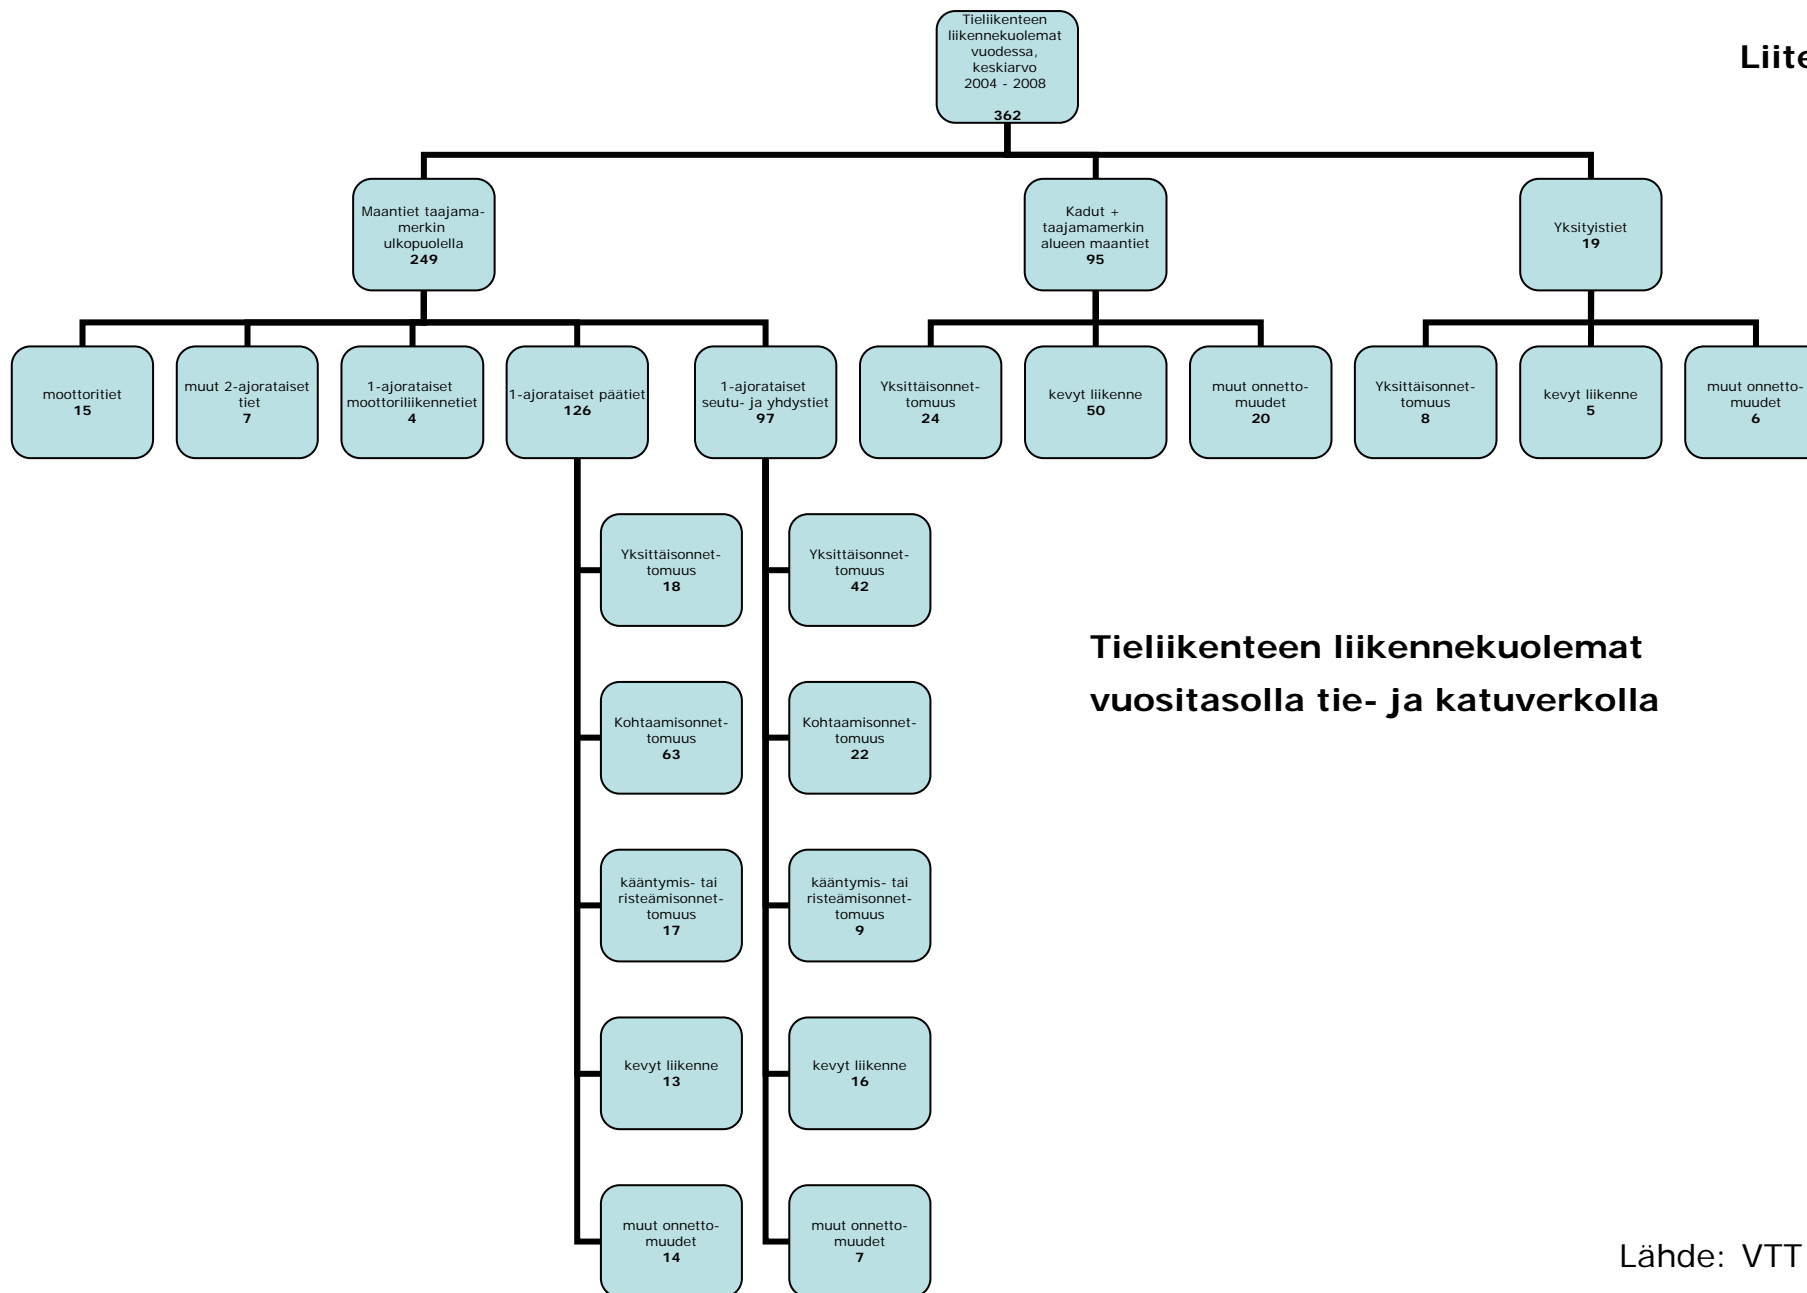 Tieliikenteen
liikennekuolemat
vuodessa,
keskiarvo
2004 - 2008
362
Liite
Maantiet taajama-
merkin
ulkopuolella
249
Kadut +
taajamamerkin
alueen maantiet
95
Yksityistiet
19
moottoritiet
15
muut 2-ajorataiset
tiet
7
1-ajorataiset
moottoriliikennetiet
4
1-ajorataiset päätiet
126
1-ajorataiset
seutu- ja yhdystiet
97
Yksittäisonnet-
tomuus
24
kevyt liikenne
50
muut onnetto-
muudet
20
Yksittäisonnet-
tomuus
8
kevyt liikenne
5
muut onnetto-
muudet
6
Yksittäisonnet-
tomuus
18
Yksittäisonnet-
tomuus
42
Tieliikenteen liikennekuolemat
vuositasolla tie- ja katuverkolla
Kohtaamisonnet-
tomuus
63
Kohtaamisonnet-
tomuus
22
kääntymis- tai
risteämisonnet-
tomuus
17
kääntymis- tai
risteämisonnet-
tomuus
9
kevyt liikenne
13
kevyt liikenne
16
muut onnetto-
muudet
14
muut onnetto-
muudet
7
Lähde: VTT